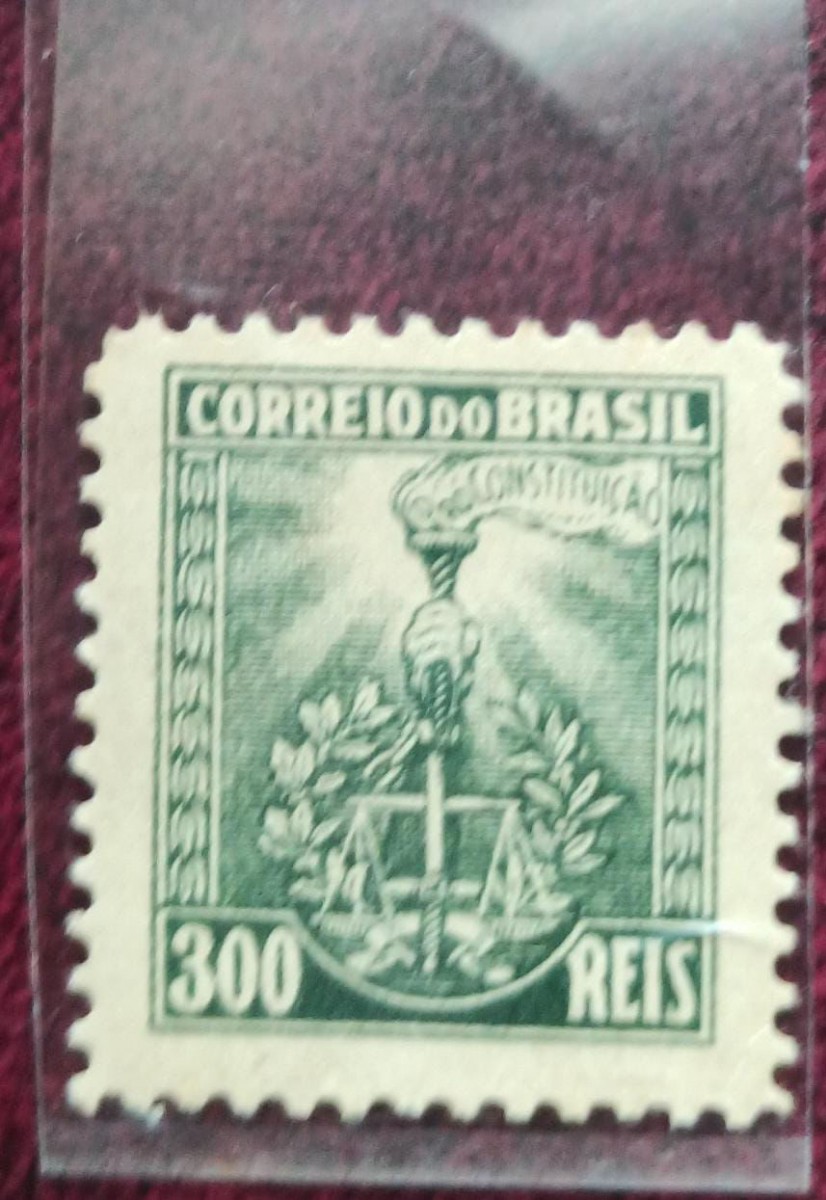 CORREIO DO BRASIL
CONSTITUIÇÃO
300 REIS